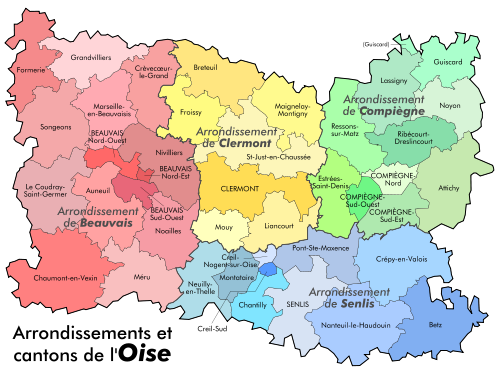 Formerie
Grandvilliers
Crèvecœur-
le-Grand
Marseille-
en-Beauvaisis
Songeons
BEAUVAIS
Nord-Ouest
Nivilliers
BEAUVAIS
Nord-Est
Le Coudray-
Saint-Germer
Auneuil
BEAUVAIS
Sud-Ouest
Arrondissement
de Beauvais
Noailles
Chaumont-en-Vexin
Méru
Breteuil
Froissy
Maignelay-
Montigny
Arrondissement
de Clermont
St-Just-en-Chaussée
CLERMONT
Mouy
Liancourt
(Guiscard)
Guiscard
Lassigny
Noyon
Arrondissement
de Compiègne
Ressons-
sur-Matz
Ribécourt-
Dreslincourt
Estrées-
Saint-Denis
COMPIÈGNE-
Nord
COMPIÈGNE-
Sud-Ouest
COMPIÈGNE-
Sud-Est
Attichy
Pont-Ste-Maxence
Creil-
Nogent-sur-Oise
Montataire
Neuilly-
en-Thelle
Chantilly
Creil-Sud
SENLIS
Crépy-en-Valois
Arrondissement
de Senlis
Nanteuil-le-Haudouin
Betz
Arrondissements et
cantons de l'Oise